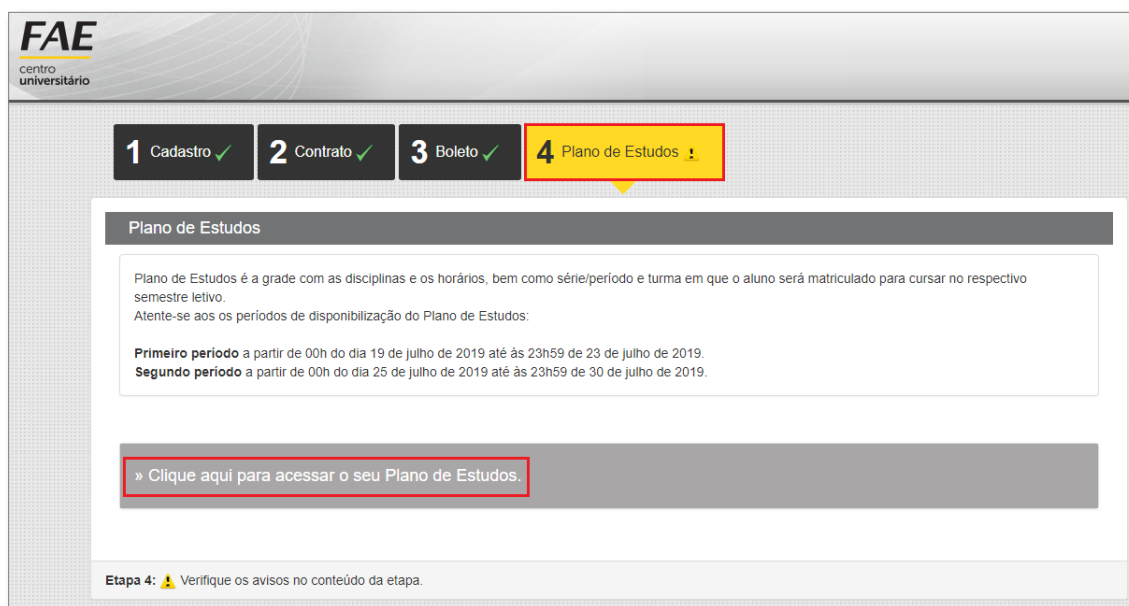 FAE
centro
universitário
1 Cadastro ✓ 2 Contrato ✓ 3 Boleto ✓ 4 Plano de Estudos
Plano de Estudos
Plano de Estudos é a grade com as disciplinas e os horários, bem como série/período e turma em que o aluno será matriculado para cursar no respectivo
semestre letivo.
Atente-se aos os períodos de disponibilização do Plano de Estudos:
Primeiro período a partir de 00h do dia 19 de julho de 2019 até às 23h59 de 23 de julho de 2019.
Segundo período a partir de 00h do dia 25 de julho de 2019 até às 23h59 de 30 de julho de 2019.
» Clique aqui para acessar o seu Plano de Estudos.
Etapa 4: Verifique os avisos no conteúdo da etapa.